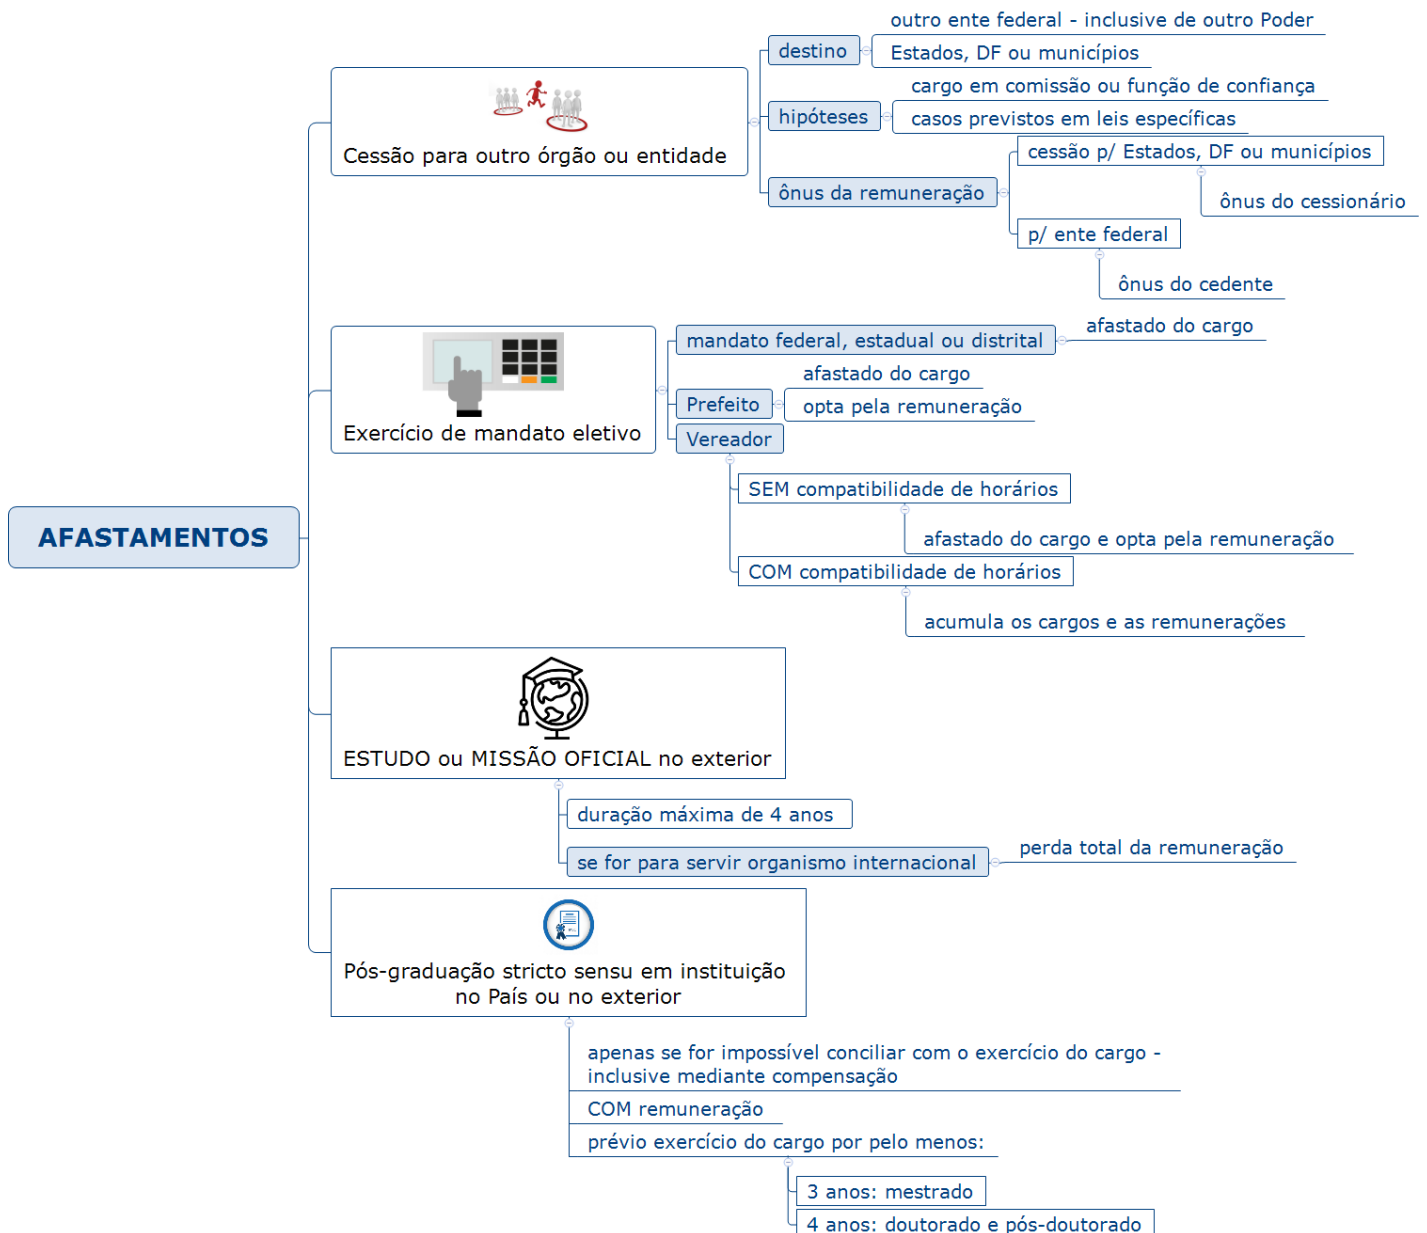 AFASTAMENTOS
Cessão para outro órgão ou entidade
destino
outro ente federal - inclusive de outro Poder
Estados, DF ou municípios
hipóteses
cargo em comissão ou função de confiança
casos previstos em leis específicas
ônus da remuneração
cessão p/ Estados, DF ou municípios
ônus do cessionário
p/ ente federal
ônus do cedente
Exercício de mandato eletivo
mandato federal, estadual ou distrital
afastado do cargo
Prefeito
afastado do cargo
opta pela remuneração
Vereador
SEM compatibilidade de horários
afastado do cargo e opta pela remuneração
COM compatibilidade de horários
acumula os cargos e as remunerações
ESTUDO ou MISSÃO OFICIAL no exterior
duração máxima de 4 anos
se for para servir organismo internacional
perda total da remuneração
Pós-graduação stricto sensu em instituição
no País ou no exterior
apenas se for impossível conciliar com o exercício do cargo -
inclusive mediante compensação
COM remuneração
prévio exercício do cargo por pelo menos:
3 anos: mestrado
4 anos: doutorado e pós-doutorado